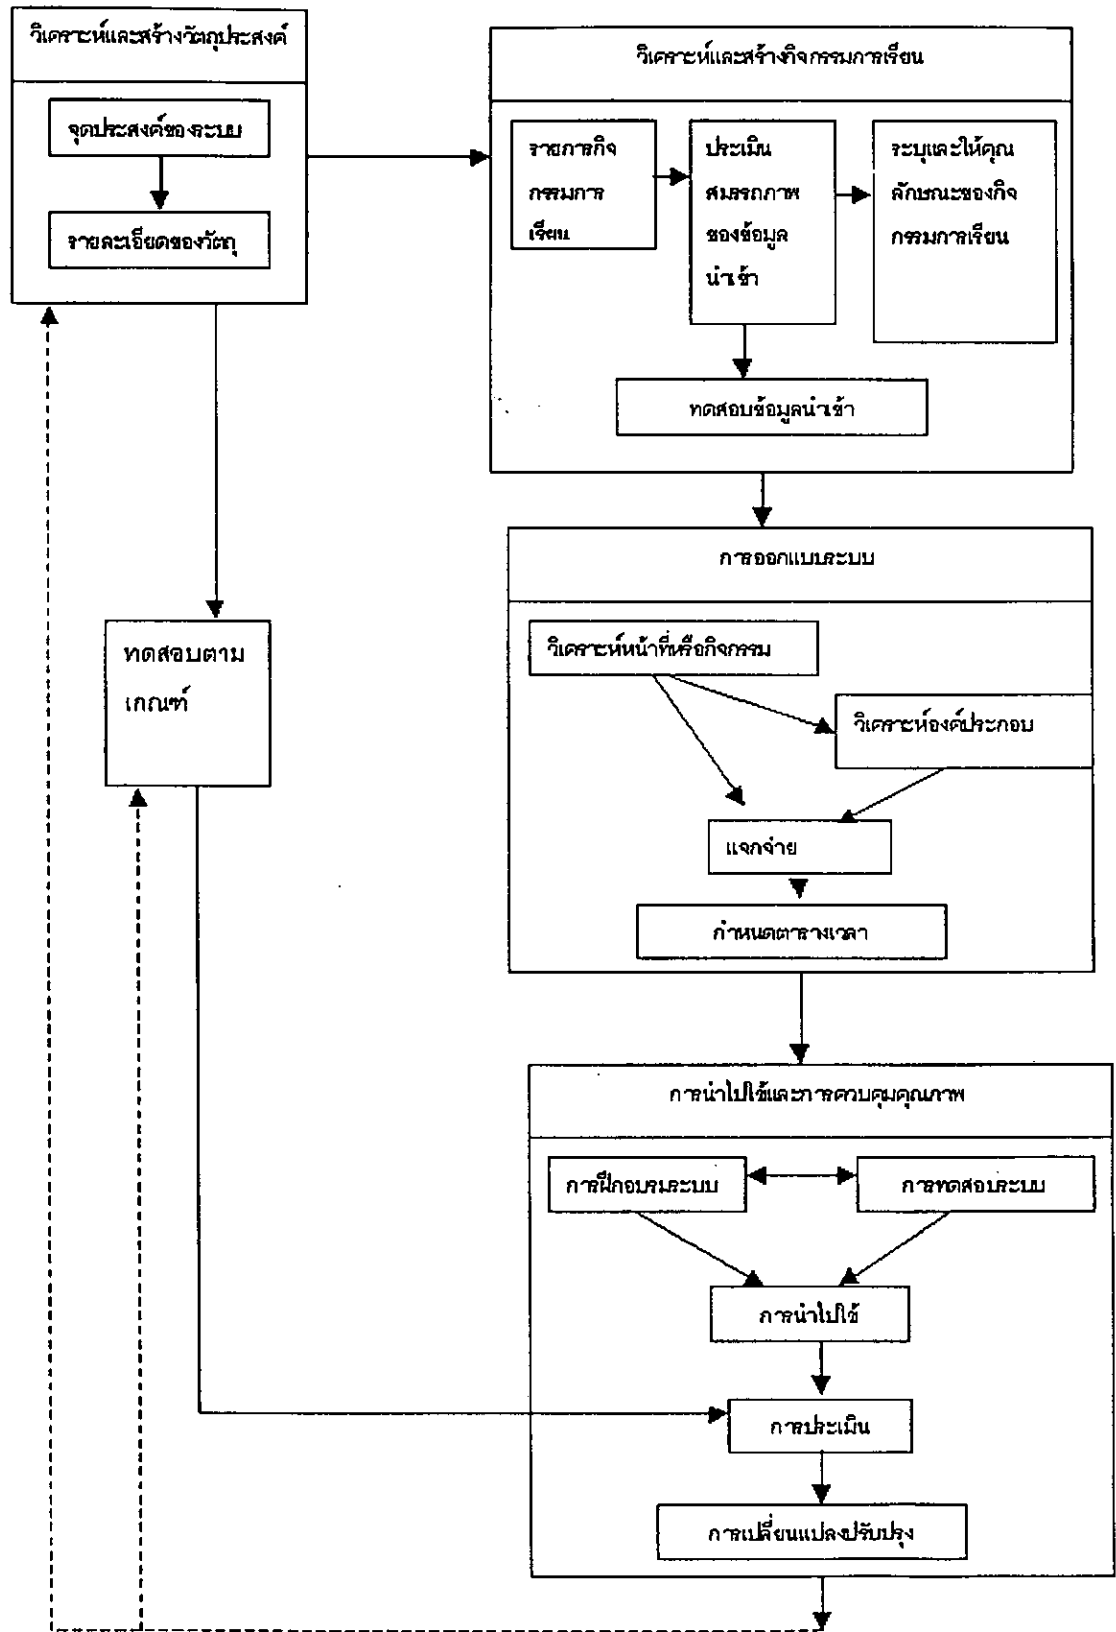 วิเคราะห์และสร้างวัตถุประสงค์
จุดประสงค์ของระบบ
รายละเอียดของวัตถุ
วิเคราะห์และสร้างกิจกรรมการเรียน
รายการกิจ
กรรมการ
เรียน
ประเมิน
สมรรถภาพ
ของข้อมูล
นำเข้า
ระบุและให้คุณ
ลักษณะของกิจ
กรรมการเรียน
ทดสอบข้อมูลนำเข้า
การออกแบบระบบ
วิเคราะห์หน้าที่หรือกิจกรรม
วิเคราะห์องค์ประกอบ
แจกจ่าย
กำหนดตารางเวลา
ทดสอบตาม
เกณฑ์
การนำไปใช้และการควบคุมคุณภาพ
การฝึกอบรมระบบ
การทดสอบระบบ
การนำไปใช้
การประเมิน
การเปลี่ยนแปลงปรับปรุง